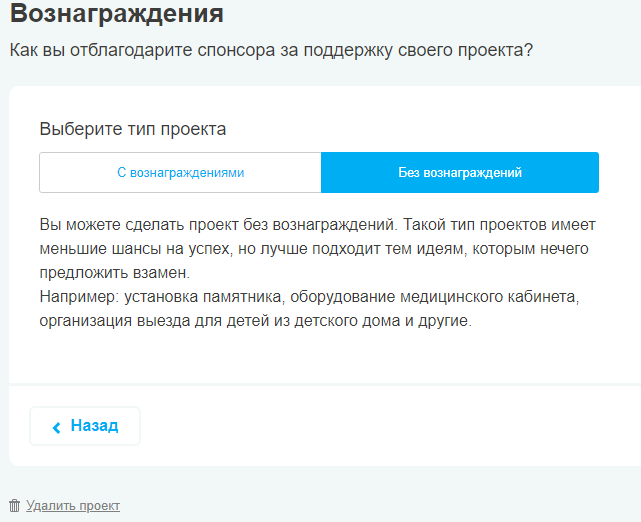 Вознаграждения
Как вы отблагодарите спонсора за поддержку своего проекта?
Выберите тип проекта
С вознаграждениями
Без вознаграждений
Вы можете сделать проект без вознаграждений. Такой тип проектов имеет
меньшие шансы на успех, но лучше подходит тем идеям, которым нечего
предложить взамен.
Например: установка памятника, оборудование медицинского кабинета,
организация выезда для детей из детского дома и другие.
Назад
Удалить проект